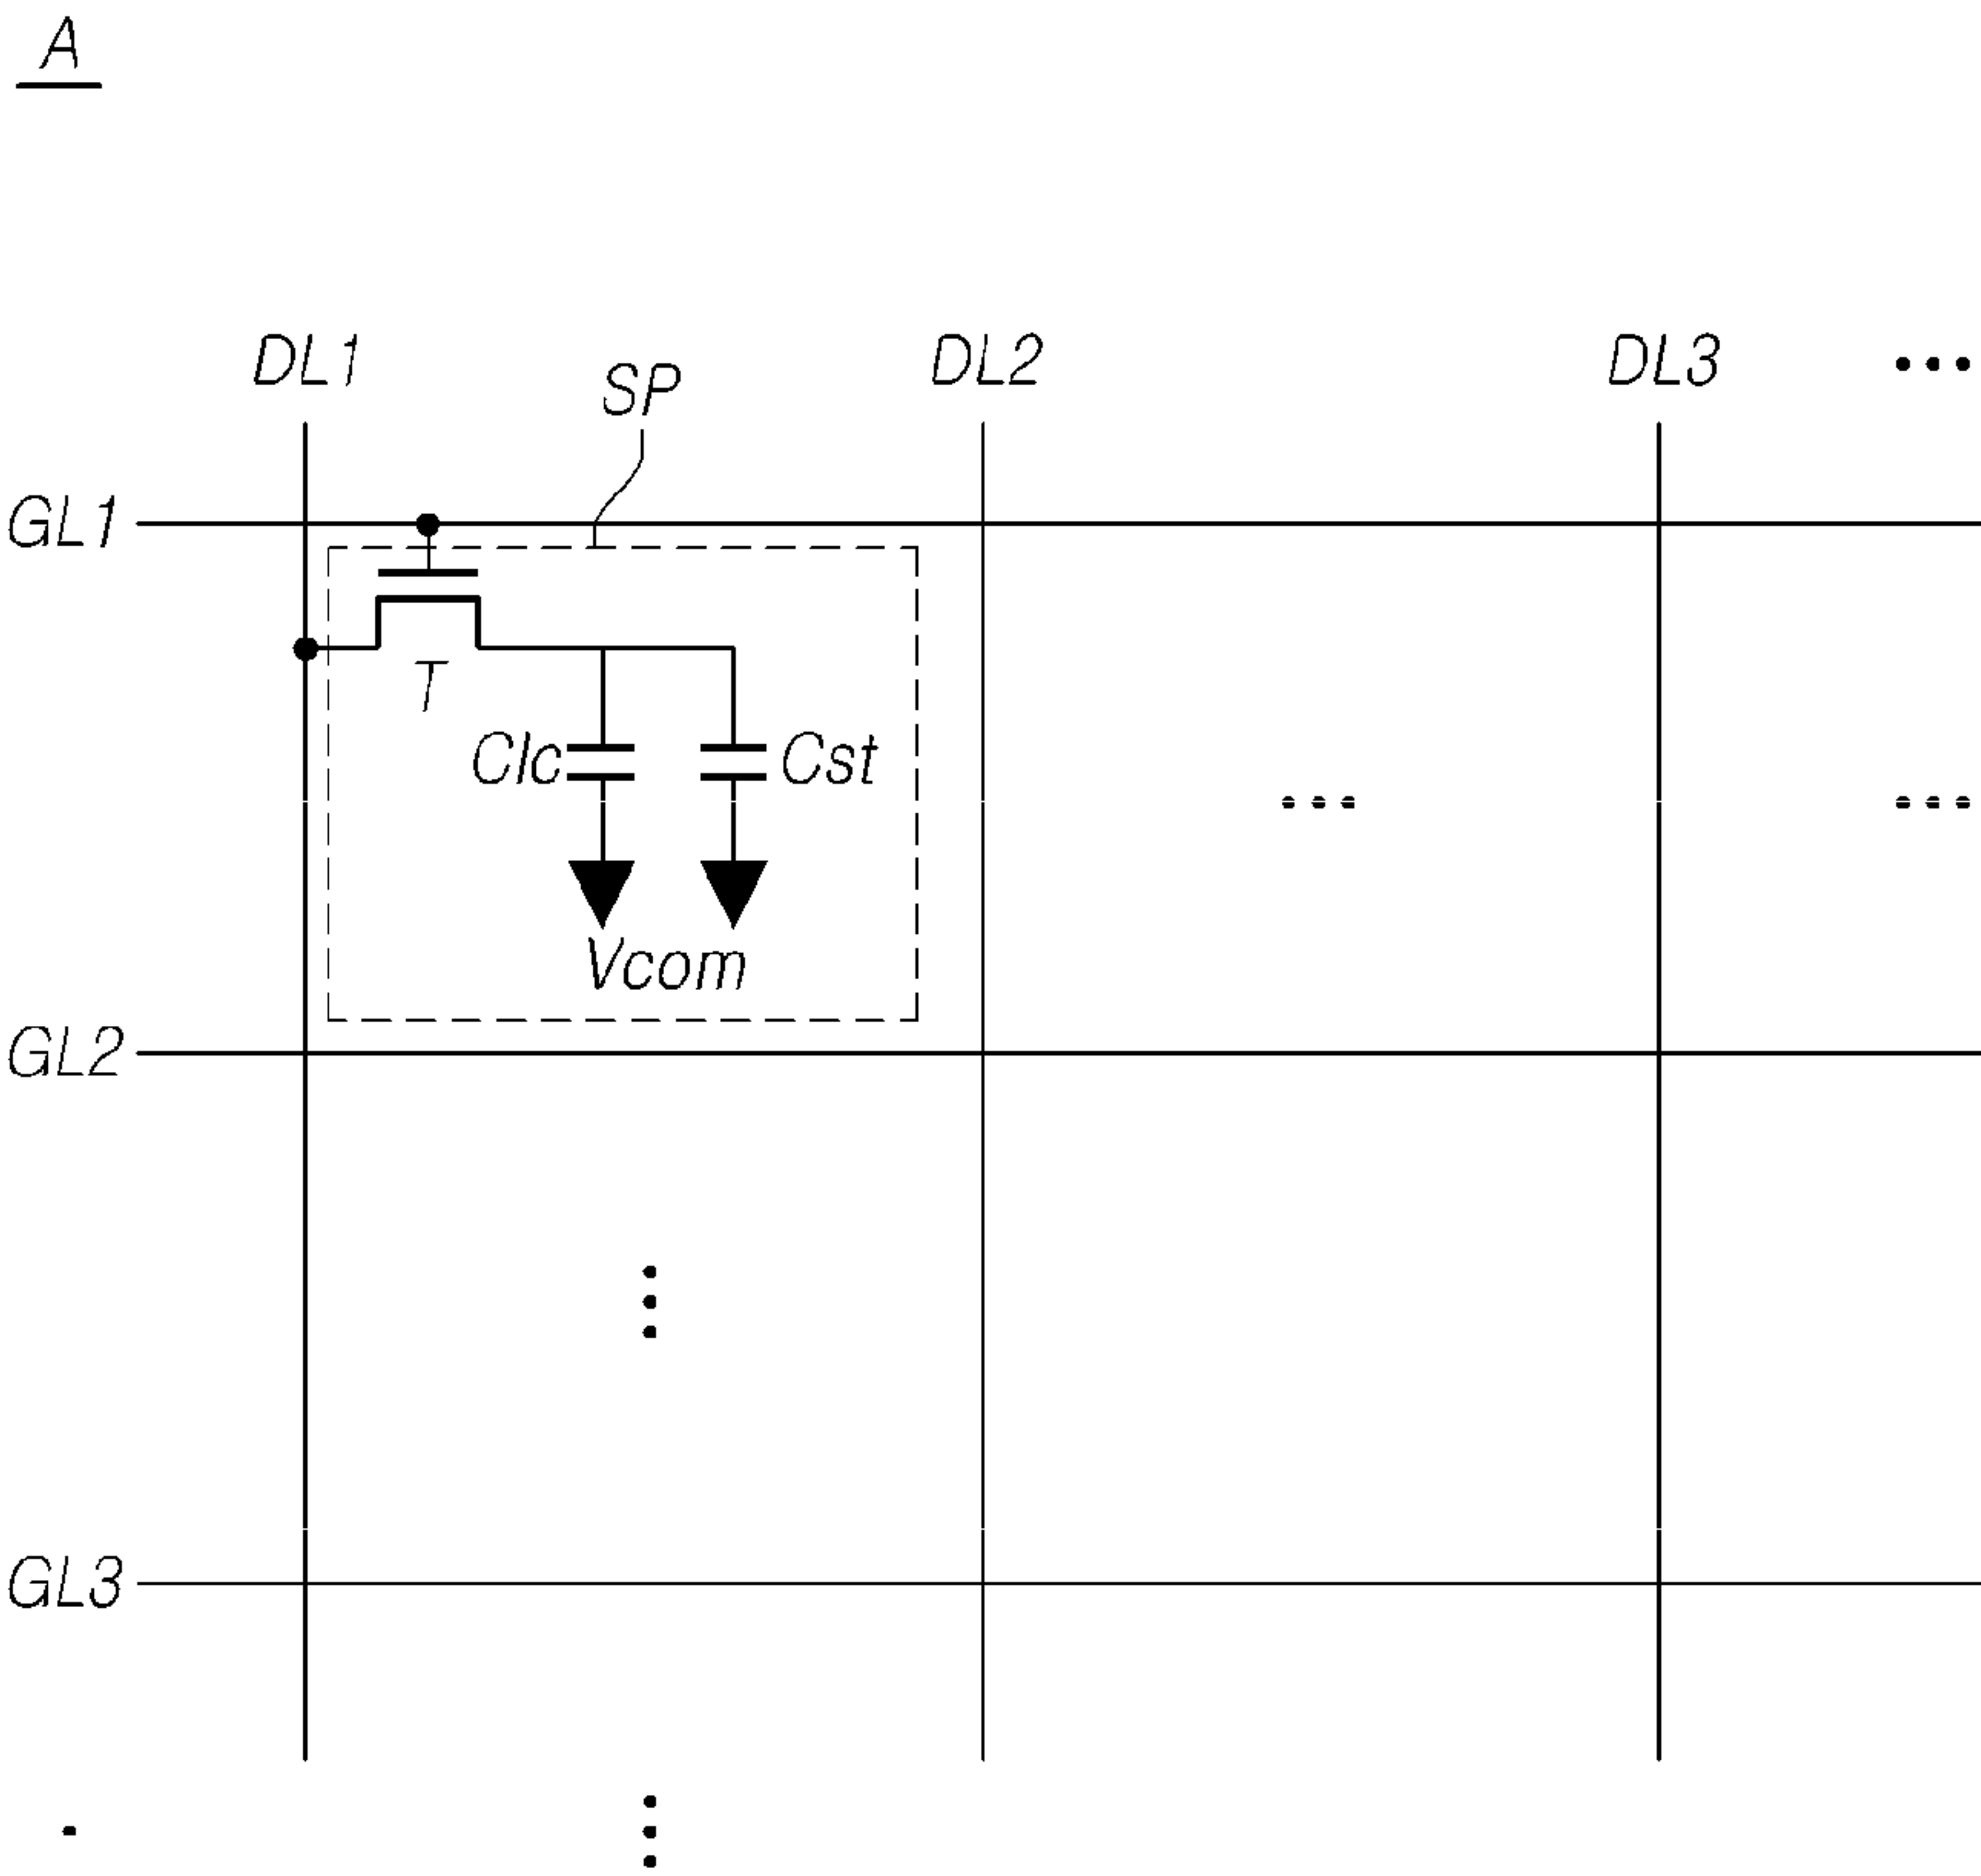 A
DL1 SP DL2 DL3 ...
GL1
T
Clc Cst
... ...
Vcom
GL2
GL3